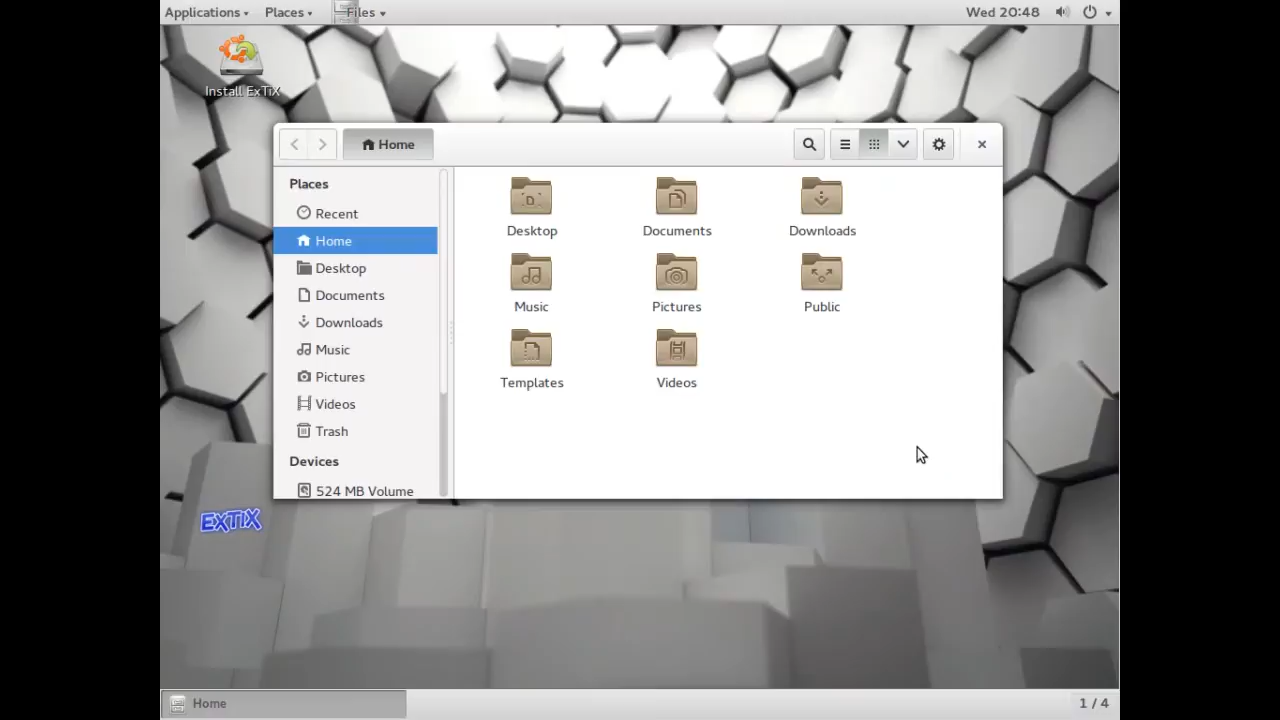 Applications Places Files Wed 20:48
Install ExTiX
Home
Places
Recent
Home
Desktop
Documents
Downloads
Music
Pictures
Videos
Trash
Devices
524 MB Volume
Desktop Documents Downloads
Music Pictures Public
Templates Videos
EXTIX
Home 1 / 4